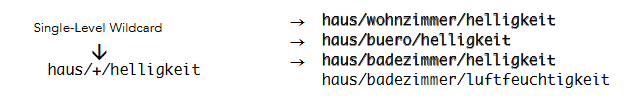 Single-Level Wildcard
haus/+/helligkeit
→ haus/wohnzimmer/helligkeit
→ haus/buero/helligkeit
→ haus/badezimmer/helligkeit
haus/badezimmer/luftfeuchtigkeit